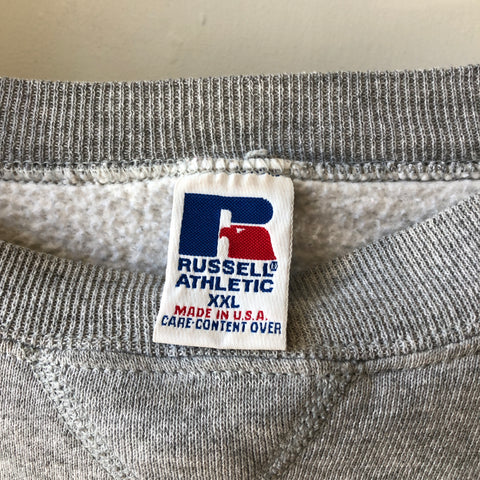 RUSSELL®
ATHLETIC
XXL
MADE IN U.S.A.
CARE·CONTENT OVER